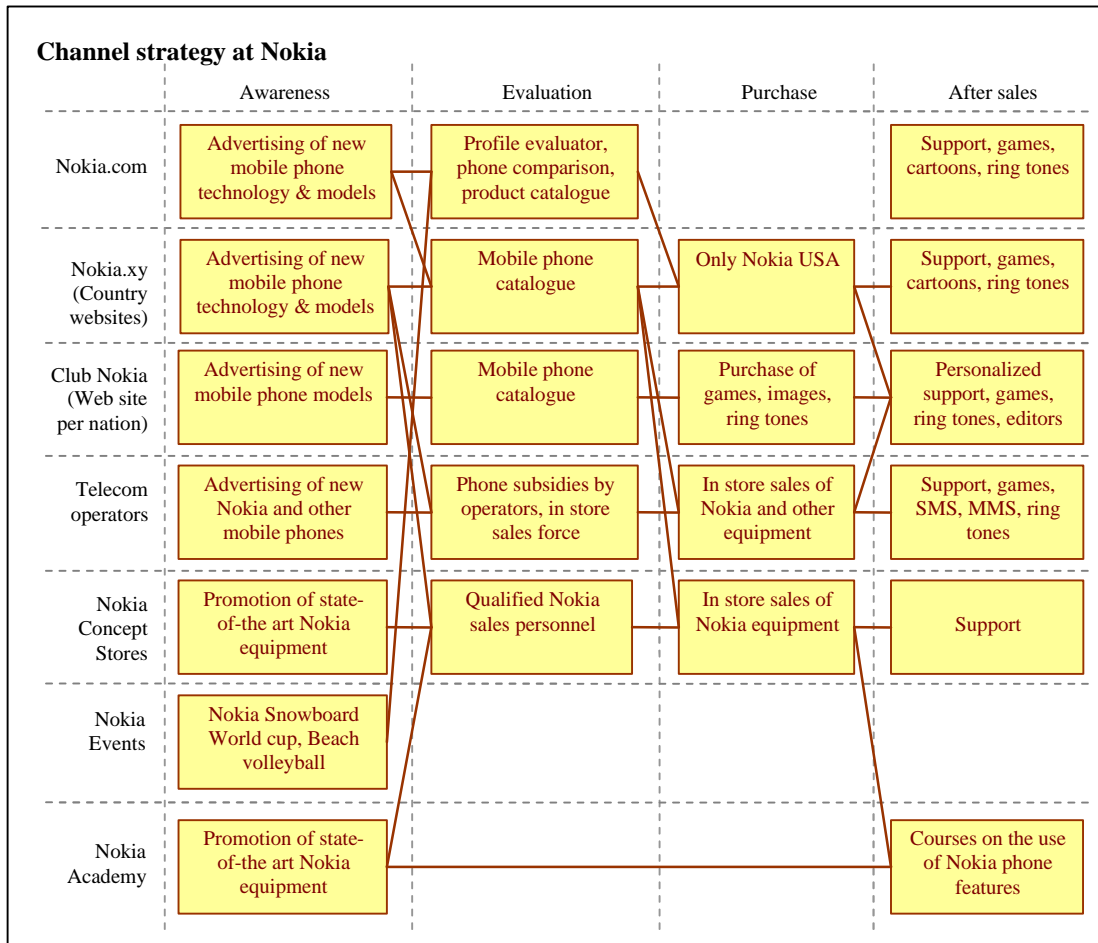 Channel strategy at Nokia
Awareness
Evaluation
Purchase
After sales
Nokia.com
Advertising of new
mobile phone
technology & models
Profile evaluator,
phone comparison,
product catalogue
Support, games,
cartoons, ring tones
Nokia.xy
(Country
websites)
Advertising of new
mobile phone
technology & models
Mobile phone
catalogue
Only Nokia USA
Support, games,
cartoons, ring tones
Club Nokia
(Web site
per nation)
Advertising of new
mobile phone models
Mobile phone
catalogue
Purchase of
games, images,
ring tones
Personalized
support, games,
ring tones, editors
Telecom
operators
Advertising of new
Nokia and other
mobile phones
Phone subsidies by
operators, in store
sales force
In store sales of
Nokia and other
equipment
Support, games,
SMS, MMS, ring
tones
Nokia
Concept
Stores
Promotion of state-
of-the art Nokia
equipment
Qualified Nokia
sales personnel
In store sales of
Nokia equipment
Support
Nokia
Events
Nokia Snowboard
World cup, Beach
volleyball
Nokia
Academy
Promotion of state-
of-the art Nokia
equipment
Courses on the use
of Nokia phone
features